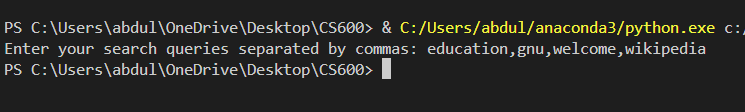 PS C:\Users\abdul\OneDrive\Desktop\CS600> & C:/Users/abdul/anaconda3/python.exe c:/
Enter your search queries separated by commas: education,gnu,welcome,wikipedia
PS C:\Users\abdul\OneDrive\Desktop\CS600>